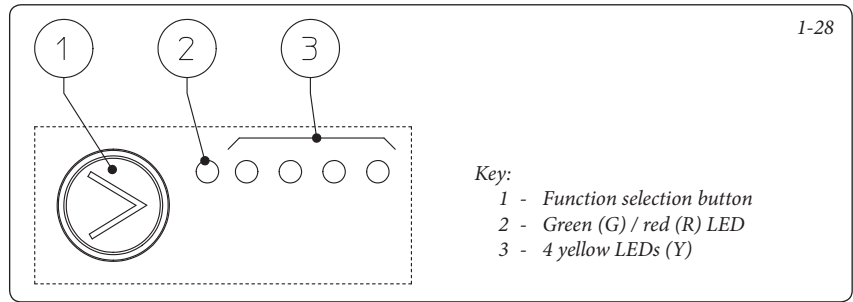 1-28
1 2 3
Key:
1 - Function selection button
2 - Green (G) / red (R) LED
3 - 4 yellow LEDs (Y)